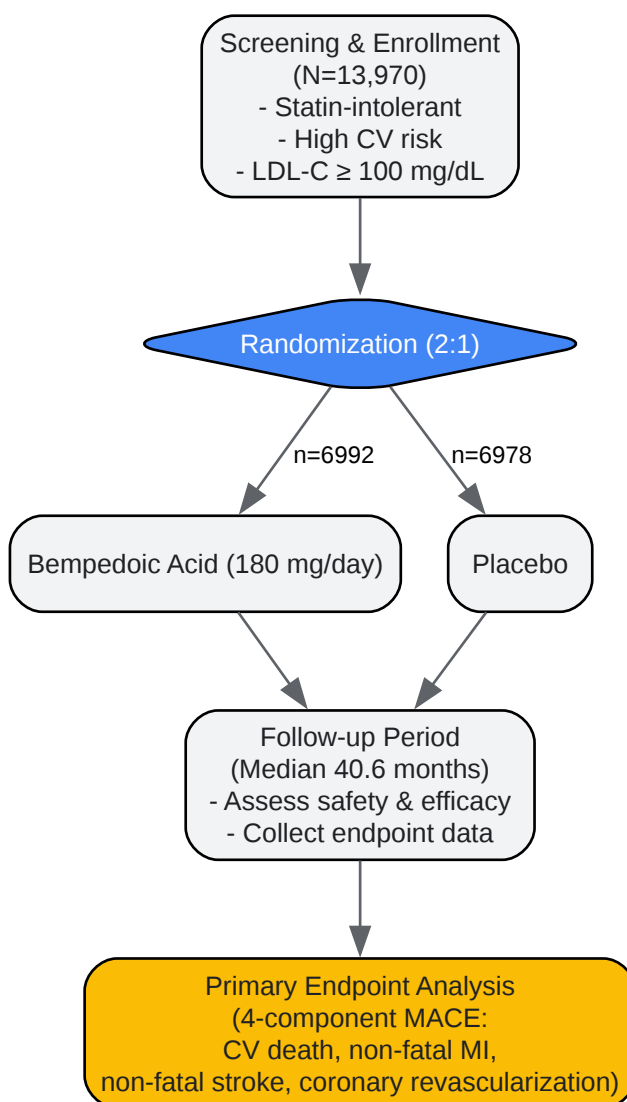 Screening & Enrollment
(N=13,970)
- Statin-intolerant
- High CV risk
- LDL-C ≥ 100 mg/dL
Randomization (2:1)
n=6992
n=6978
Bempedoic Acid (180 mg/day)
Placebo
Follow-up Period
(Median 40.6 months)
- Assess safety & efficacy
- Collect endpoint data
Primary Endpoint Analysis
(4-component MACE:
CV death, non-fatal MI,
non-fatal stroke, coronary revascularization)